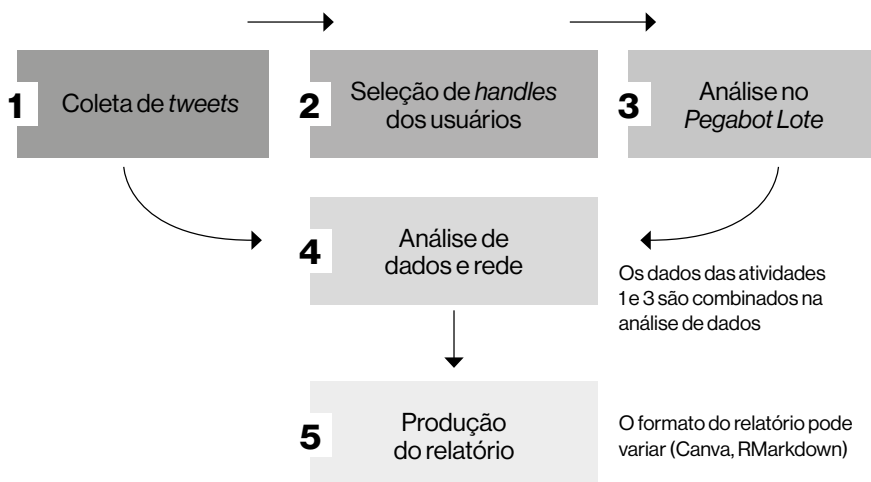 1
Coleta de tweets
2
Seleção de handles
dos usuários
3
Análise no
Pegabot Lote
4
Análise de
dados e rede
Os dados das atividades
1 e 3 são combinados na
análise de dados
5
Produção
do relatório
O formato do relatório pode
variar (Canva, RMarkdown)